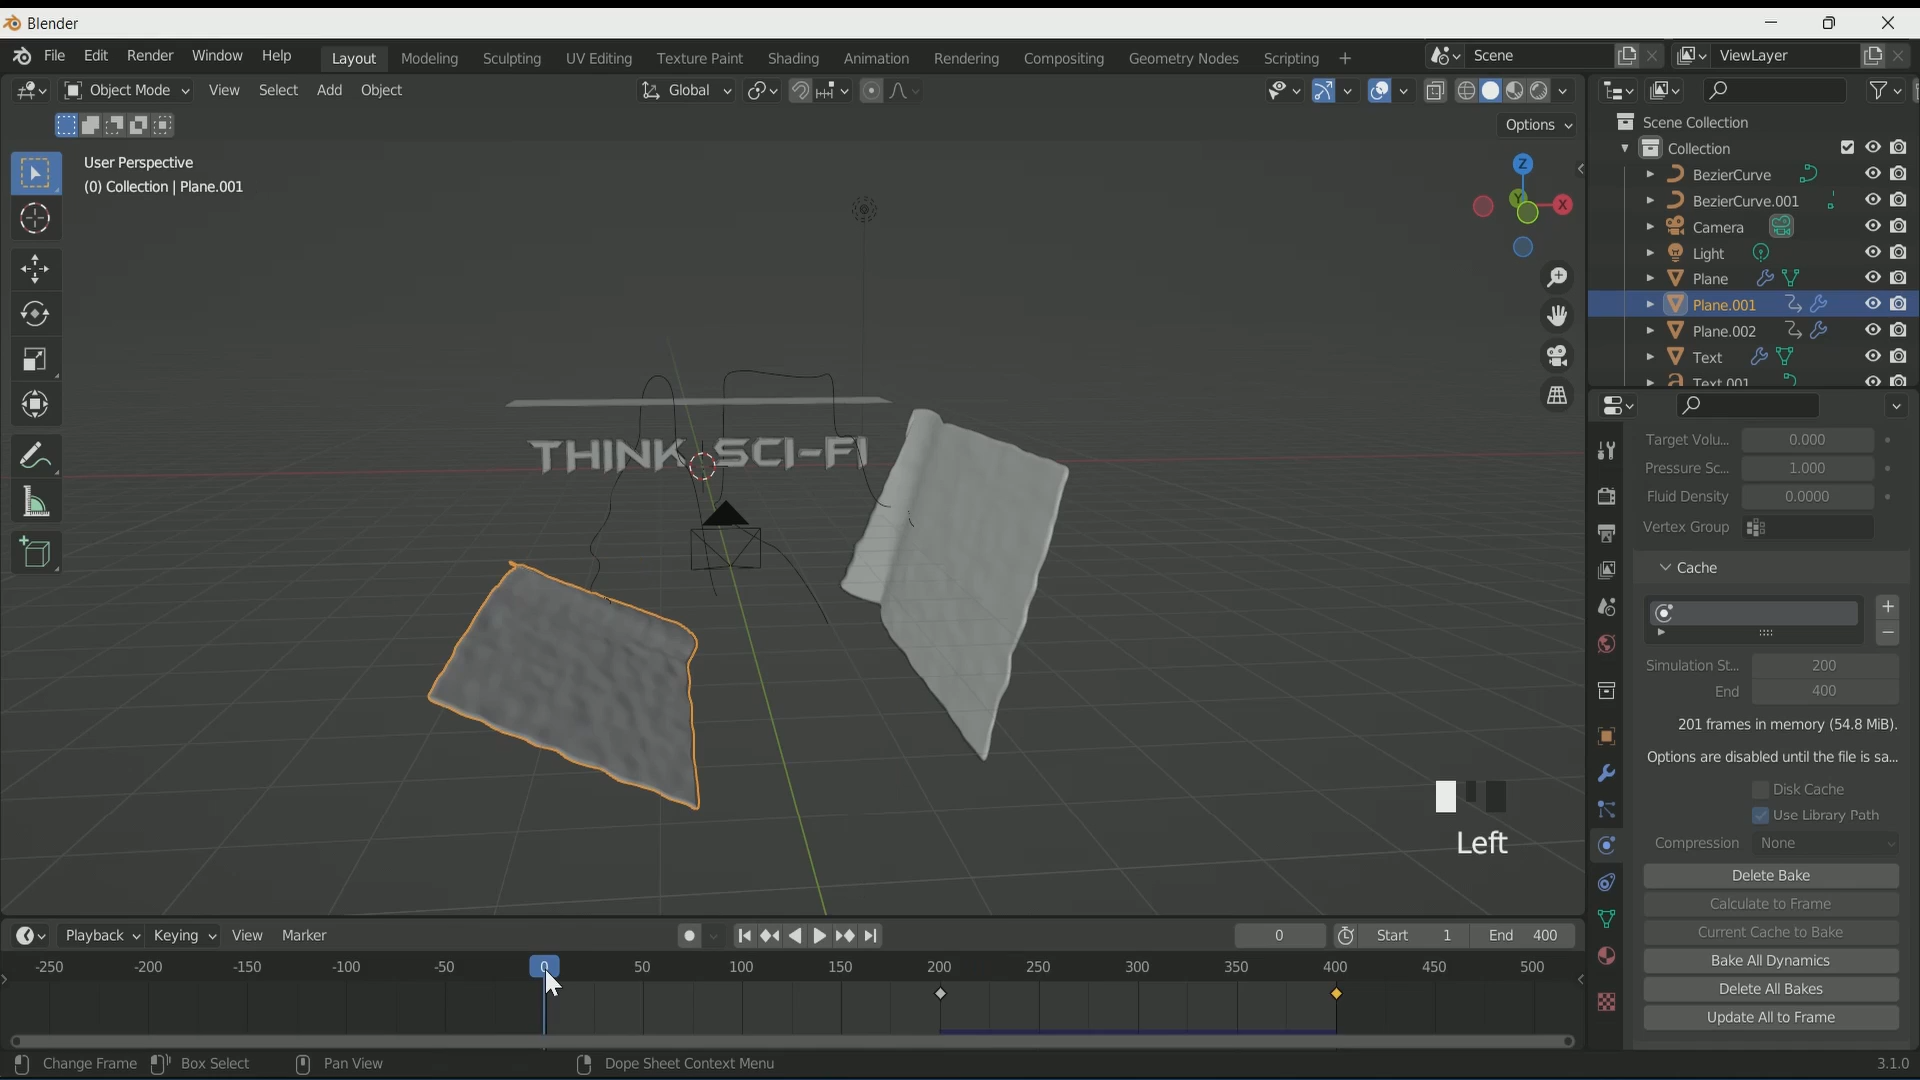 Blender
File Edit Render Window Help Layout Modeling Sculpting UV Editing Texture Paint Shading Animation Rendering Compositing Geometry Nodes Scripting + Scene ViewLayer
Object Mode View Select Add Object Global
Options
User Perspective
(0) Collection | Plane.001
Z
Y
X
THINK SCI-FI
Scene Collection
Collection
BezierCurve
BezierCurve.001
Camera
Light
Plane
Plane.001
Plane.002
Text
Text.001
Target Volu... 0.000
Pressure Sc... 1.000
Fluid Density 0.0000
Vertex Group
Cache
Simulation St... 200
End 400
201 frames in memory (54.8 MiB).
Options are disabled until the file is sa...
Disk Cache
Use Library Path
Compression None
Delete Bake
Calculate to Frame
Current Cache to Bake
Bake All Dynamics
Delete All Bakes
Update All to Frame
Left
Playback Keying View Marker 0 Start 1 End 400
-250 -200 -150 -100 -50 0 50 100 150 200 250 300 350 400 450 500
Change Frame Box Select Pan View Dope Sheet Context Menu 3.1.0